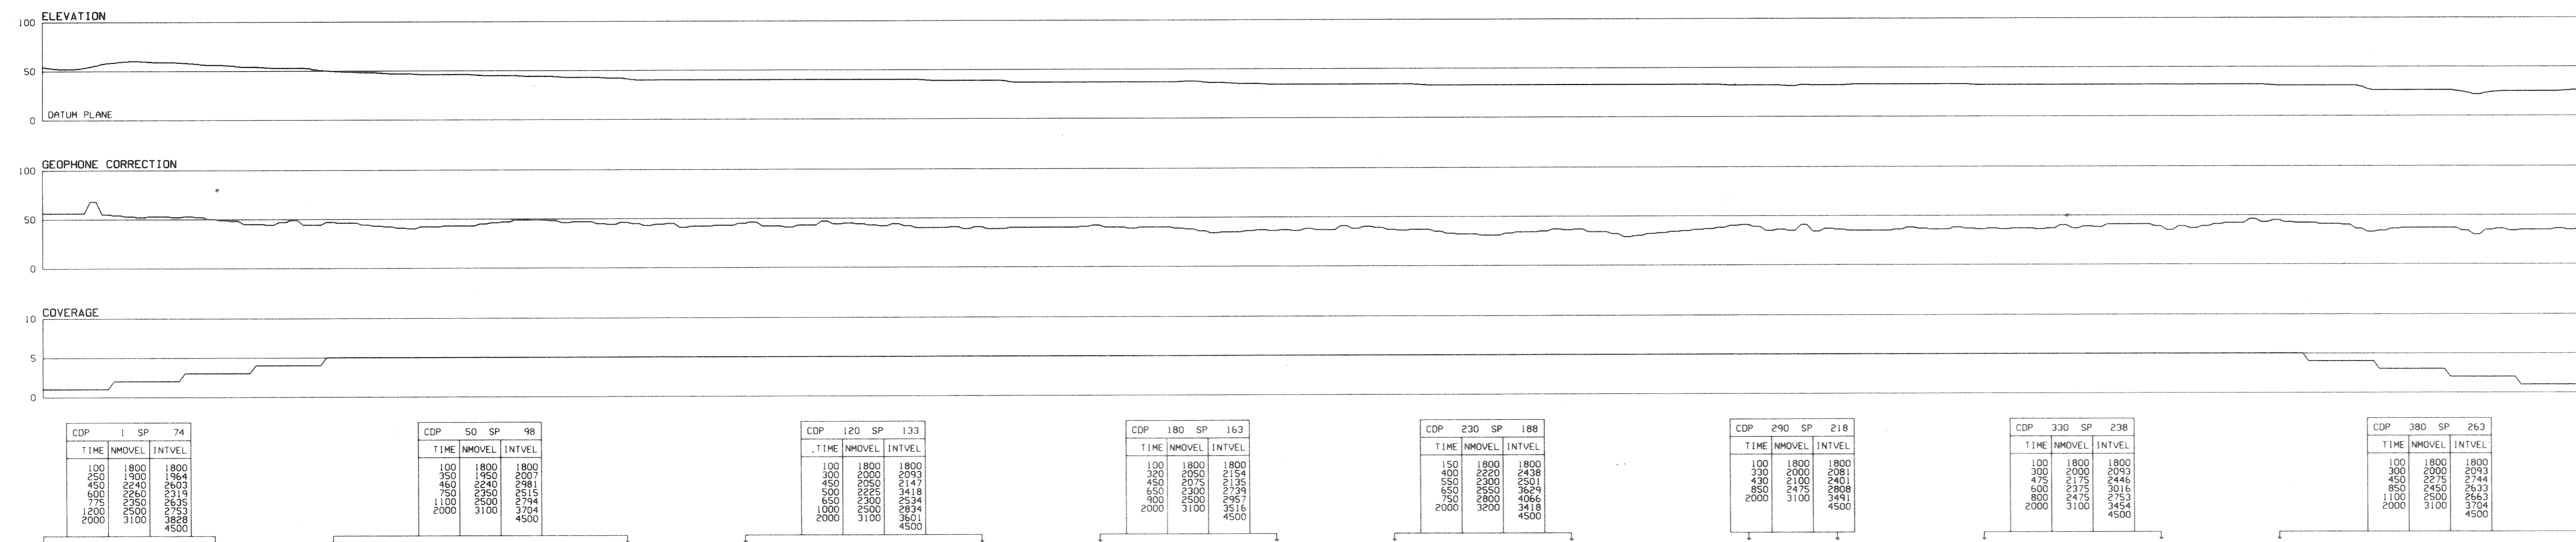 ELEVATION
100
50
DATUM PLANE
0
GEOPHONE CORRECTION
100
50
0
COVERAGE
10
5
0
CDP 1 SP 74
TIME NMOVEL INTVEL
100 1800 1800
250 1900 1964
450 2240 2603
600 2260 2319
775 2350 2635
1200 2500 2753
2000 3100 3828
4500
CDP 50 SP 98
TIME NMOVEL INTVEL
100 1800 1800
350 1950 2007
460 2240 2981
750 2350 2515
1100 2500 2794
2000 3100 3704
4500
CDP 120 SP 133
TIME NMOVEL INTVEL
100 1800 1800
300 2000 2093
450 2050 2147
500 2225 3418
650 2300 2534
1000 2500 2834
2000 3100 3601
4500
CDP 180 SP 163
TIME NMOVEL INTVEL
100 1800 1800
320 2050 2154
450 2075 2135
650 2300 2739
900 2500 2957
2000 3100 3516
4500
CDP 230 SP 188
TIME NMOVEL INTVEL
150 1800 1800
400 2220 2438
550 2300 2501
650 2550 3629
750 2800 4066
2000 3200 3418
4500
CDP 290 SP 218
TIME NMOVEL INTVEL
100 1800 1800
330 2000 2081
430 2100 2401
850 2475 2808
2000 3100 3491
4500
CDP 330 SP 238
TIME NMOVEL INTVEL
100 1800 1800
300 2000 2093
475 2175 2446
600 2375 3016
800 2475 2753
2000 3100 3454
4500
CDP 380 SP 263
TIME NMOVEL INTVEL
100 1800 1800
300 2000 2093
450 2275 2744
850 2450 2633
1100 2500 2663
2000 3100 3704
4500